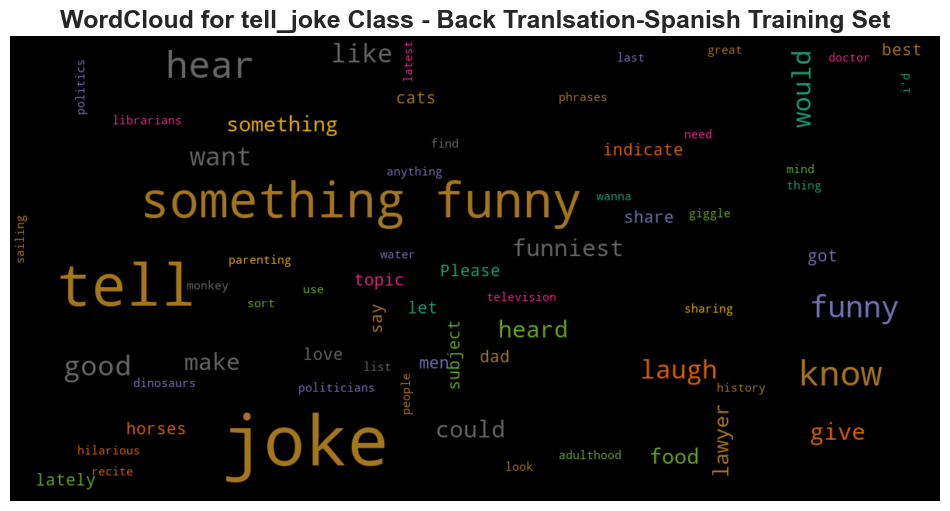 WordCloud for tell_joke Class - Back Tranlsation-Spanish Training Set
hear
like
latest
last
great
doctor
best
politics
would
i'd
cats
phrases
librarians
something
find
need
want
indicate
anything
mind
thing
something funny
wanna
share
giggle
sailing
funniest
parenting
water
Please
got
tell
monkey
topic
sort
use
television
let
say
sharing
funny
heard
subject
good
make
love
list
men
dad
laugh
know
dinosaurs
politicians
people
history
joke
horses
could
lawyer
give
hilarious
recite
lately
look
adulthood
food